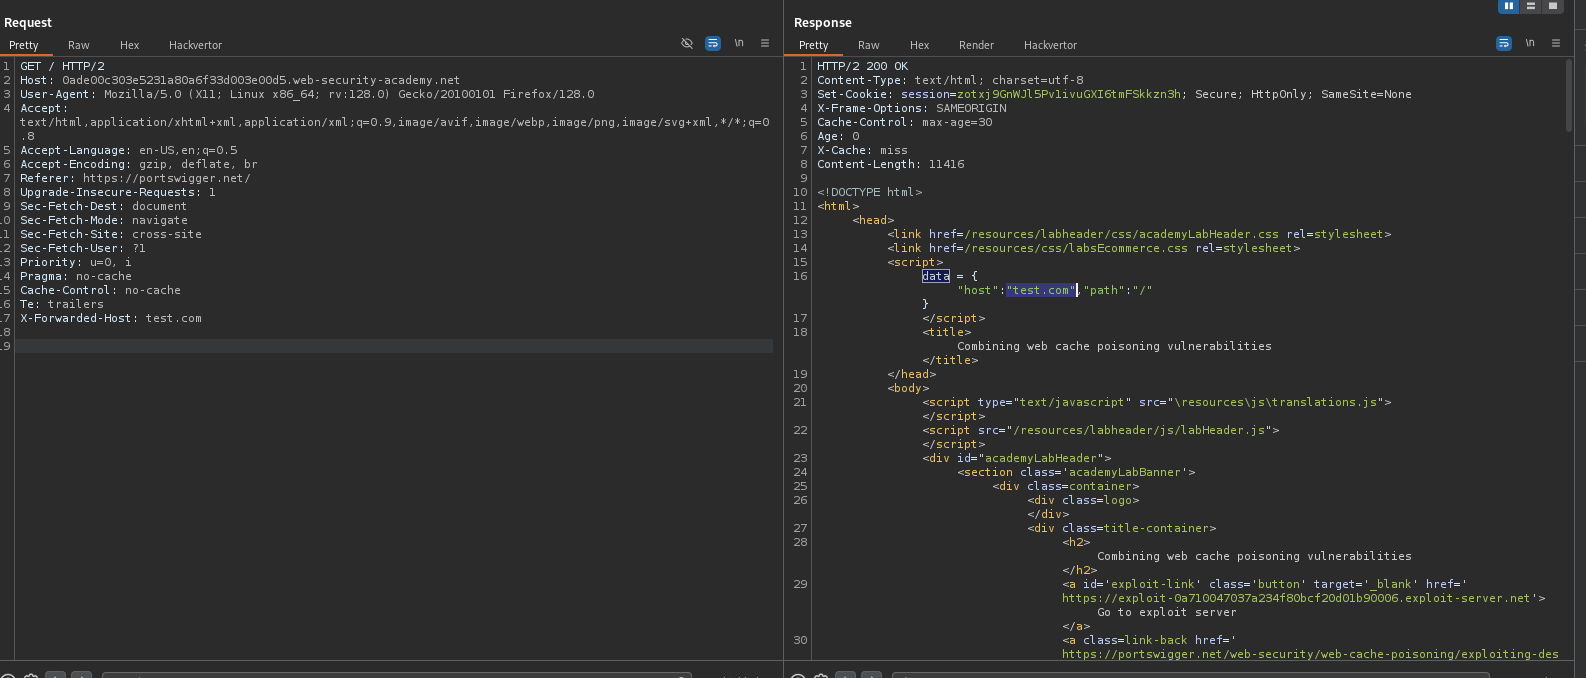 Request
Pretty Raw Hex Hackvertor \n
1 GET / HTTP/2
2 Host: 0ade00c303e5231a80a6f33d003e00d5.web-security-academy.net
3 User-Agent: Mozilla/5.0 (X11; Linux x86_64; rv:128.0) Gecko/20100101 Firefox/128.0
4 Accept:
text/html,application/xhtml+xml,application/xml;q=0.9,image/avif,image/webp,image/png,image/svg+xml,*/*;q=0
.8
5 Accept-Language: en-US,en;q=0.5
6 Accept-Encoding: gzip, deflate, br
7 Referer: https://portswigger.net/
8 Upgrade-Insecure-Requests: 1
9 Sec-Fetch-Dest: document
10 Sec-Fetch-Mode: navigate
11 Sec-Fetch-Site: cross-site
12 Sec-Fetch-User: ?1
13 Priority: u=0, i
14 Pragma: no-cache
15 Cache-Control: no-cache
16 Te: trailers
17 X-Forwarded-Host: test.com
18
19
Response
Pretty Raw Hex Render Hackvertor \n
1 HTTP/2 200 OK
2 Content-Type: text/html; charset=utf-8
3 Set-Cookie: session=zotxj9GnWJl5Pv1ivuGXI6tmFSkkzn3h; Secure; HttpOnly; SameSite=None
4 X-Frame-Options: SAMEORIGIN
5 Cache-Control: max-age=30
6 Age: 0
7 X-Cache: miss
8 Content-Length: 11416
9
10 <!DOCTYPE html>
11 <html>
12 <head>
13 <link href=/resources/labheader/css/academyLabHeader.css rel=stylesheet>
14 <link href=/resources/css/labsEcommerce.css rel=stylesheet>
15 <script>
16 data = {
"host":"test.com","path":"/"
}
17 </script>
18 <title>
Combining web cache poisoning vulnerabilities
</title>
19 </head>
20 <body>
21 <script type="text/javascript" src="\resources\js\translations.js">
</script>
22 <script src="/resources/labheader/js/labHeader.js">
</script>
23 <div id="academyLabHeader">
24 <section class='academyLabBanner'>
25 <div class=container>
26 <div class=logo>
</div>
27 <div class=title-container>
28 <h2>
Combining web cache poisoning vulnerabilities
</h2>
29 <a id='exploit-link' class='button' target='_blank' href='
https://exploit-0a710047037a234f80bcf20d01b90006.exploit-server.net'>
Go to exploit server
</a>
30 <a class=link-back href='
https://portswigger.net/web-security/web-cache-poisoning/exploiting-des